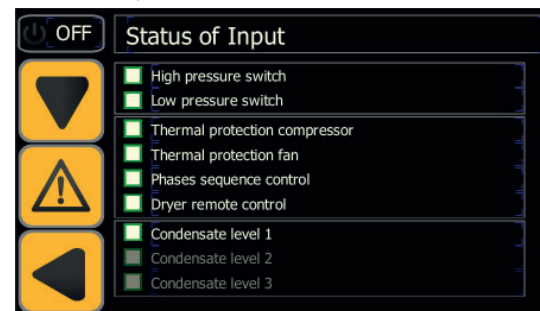 OFF
Status of Input
High pressure switch
Low pressure switch
Thermal protection compressor
Thermal protection fan
Phases sequence control
Dryer remote control
Condensate level 1
Condensate level 2
Condensate level 3